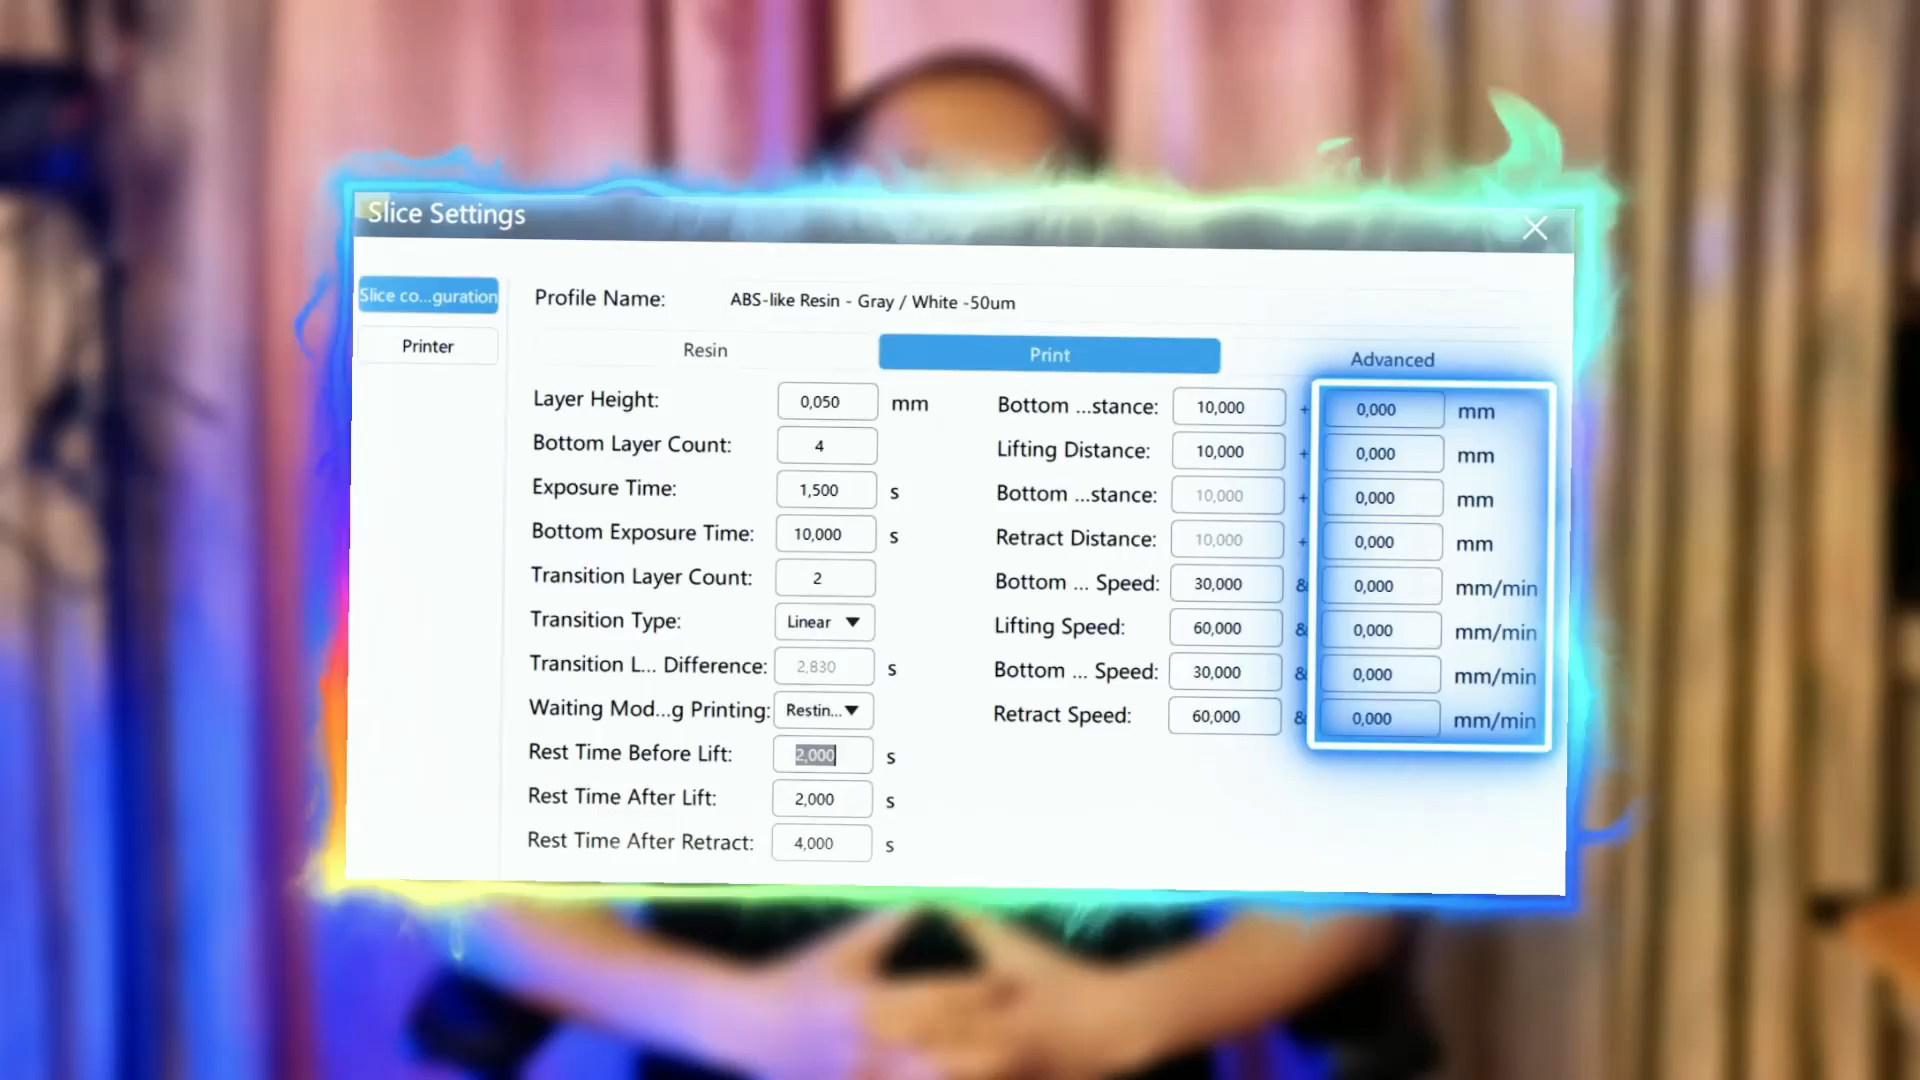 Slice Settings
Slice co...guration
Printer
Profile Name: ABS-like Resin - Gray / White -50um
Resin Print Advanced
Layer Height: 0,050 mm
Bottom Layer Count: 4
Exposure Time: 1,500 s
Bottom Exposure Time: 10,000 s
Transition Layer Count: 2
Transition Type: Linear
Transition L... Difference: 2,830 s
Waiting Mod...g Printing: Restin...
Rest Time Before Lift: 2,000 s
Rest Time After Lift: 2,000 s
Rest Time After Retract: 4,000 s
Bottom ...stance: 10,000 + 0,000 mm
Lifting Distance: 10,000 + 0,000 mm
Bottom ...stance: 10,000 + 0,000 mm
Retract Distance: 10,000 + 0,000 mm
Bottom ... Speed: 30,000 & 0,000 mm/min
Lifting Speed: 60,000 & 0,000 mm/min
Bottom ... Speed: 30,000 & 0,000 mm/min
Retract Speed: 60,000 & 0,000 mm/min